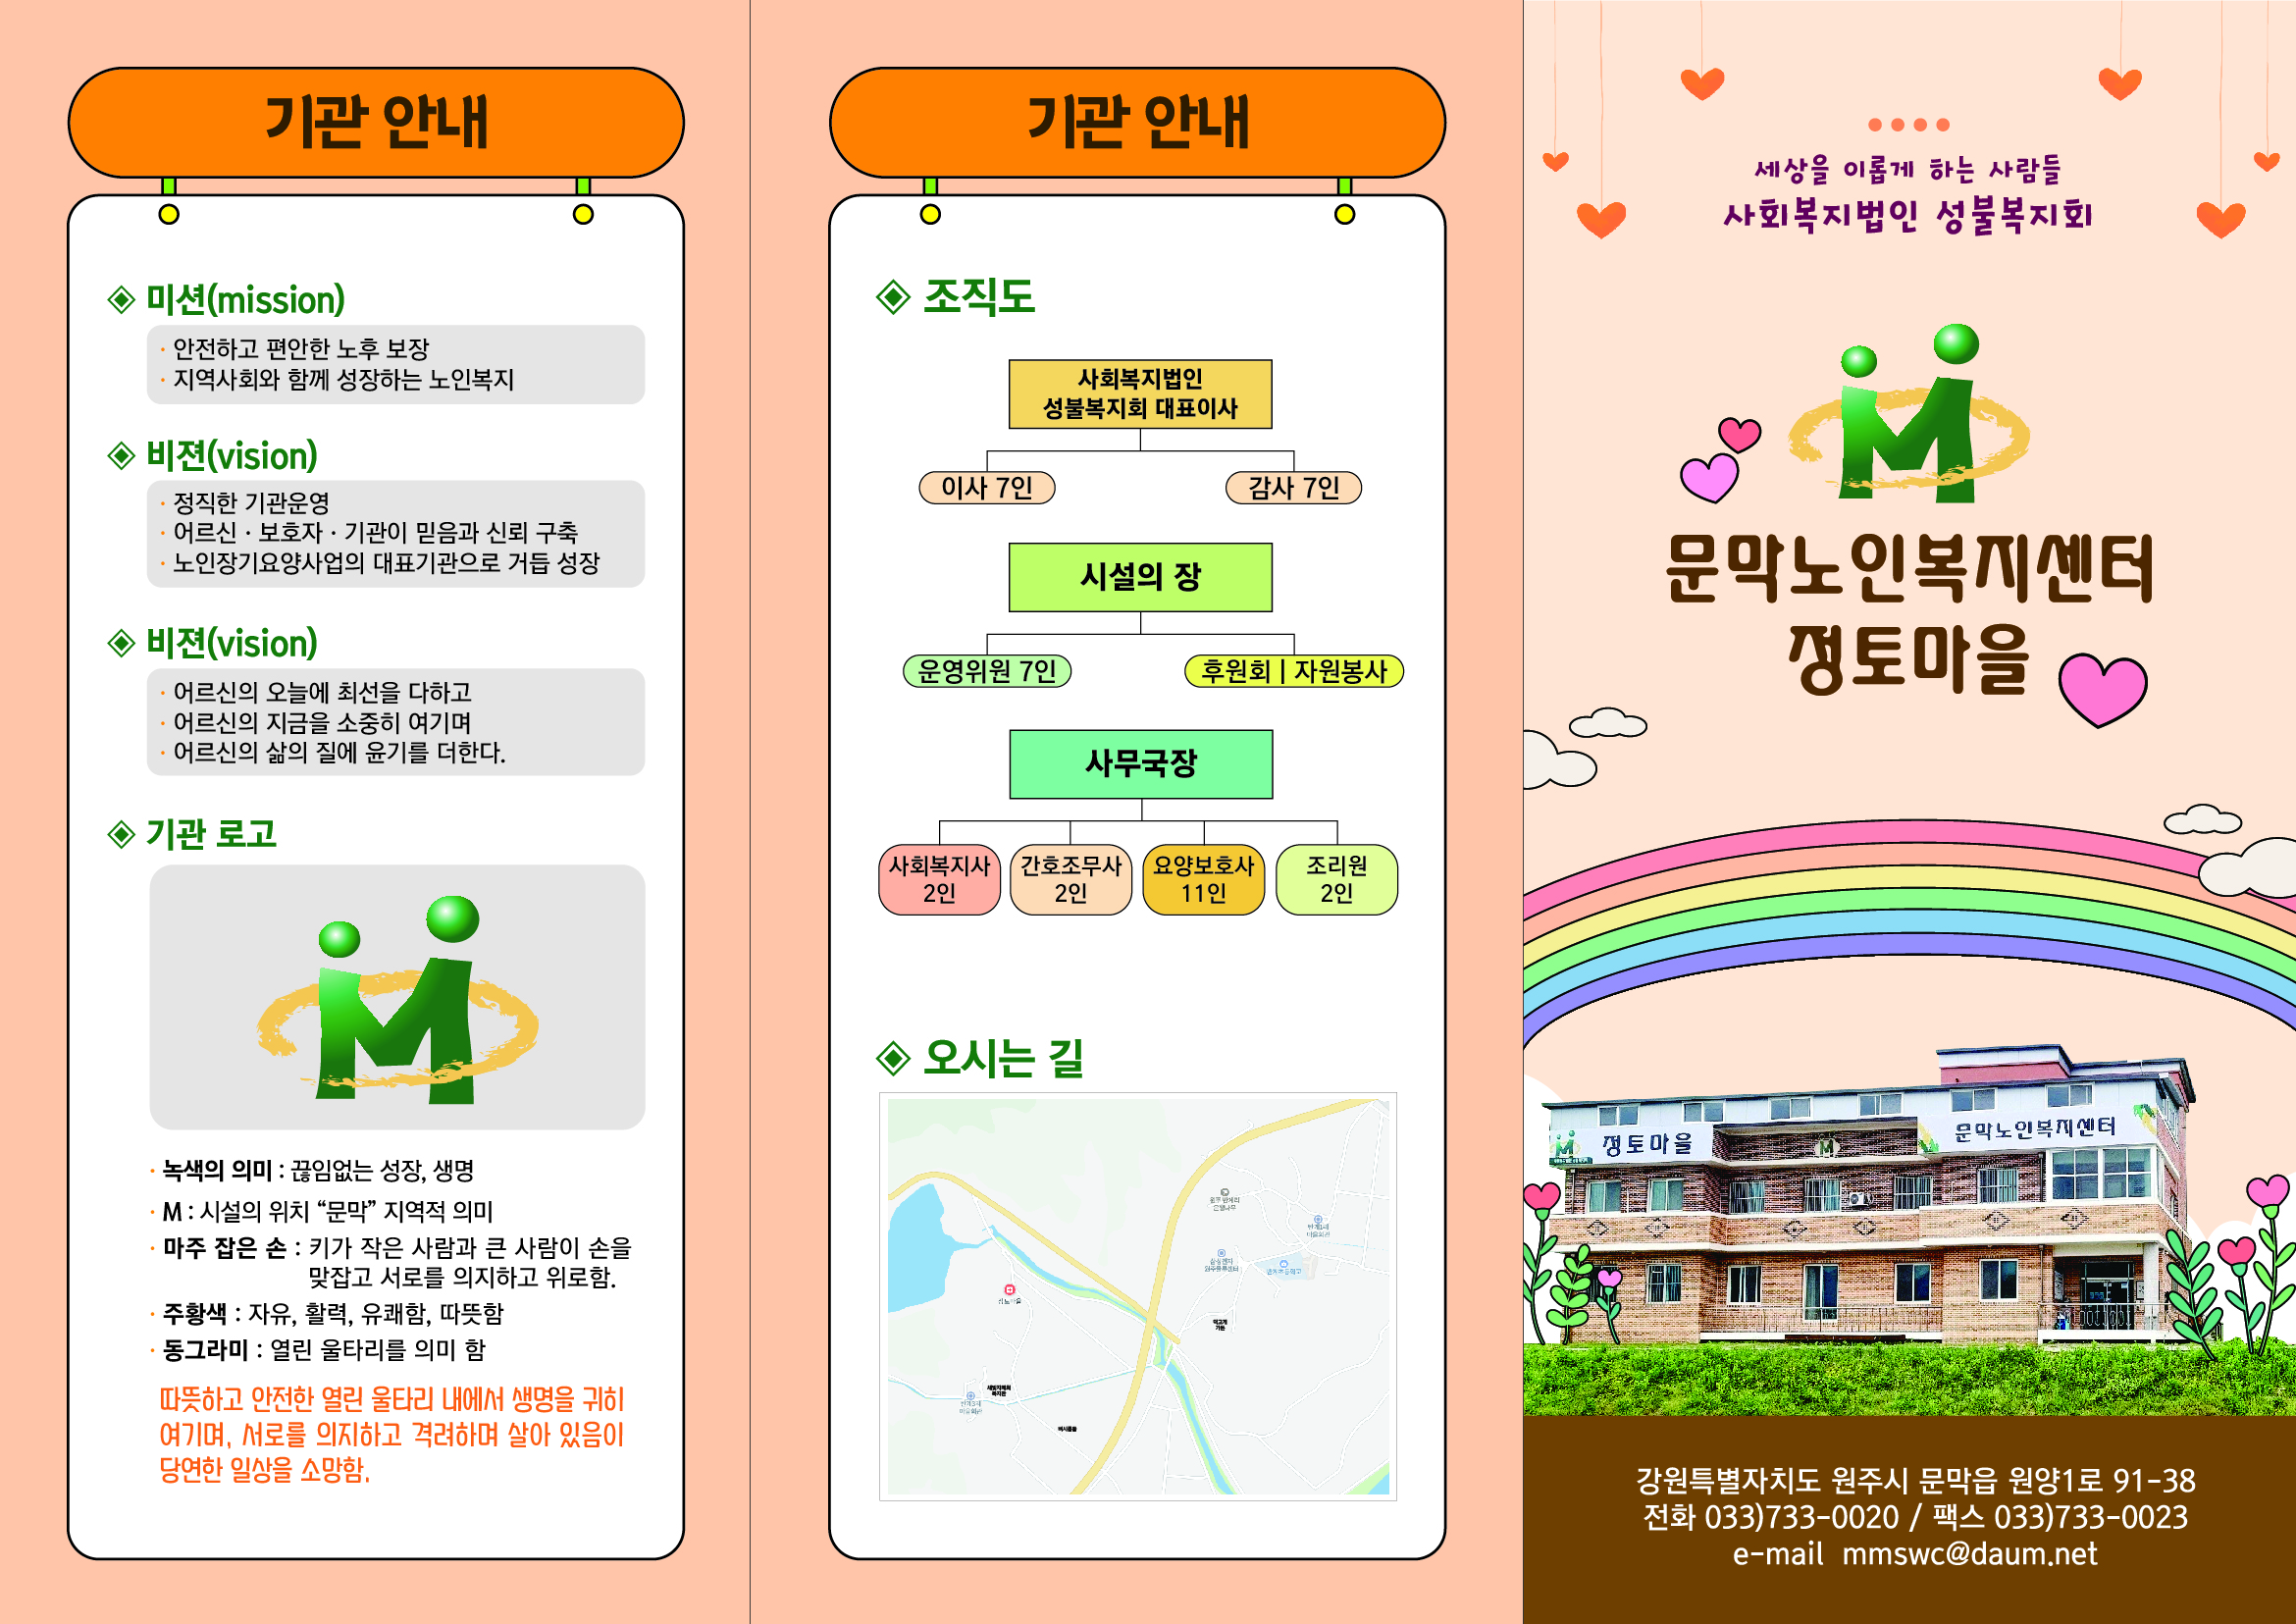 기관 안내
미션(mission)
· 안전하고 편안한 노후 보장
· 지역사회와 함께 성장하는 노인복지
비젼(vision)
· 정직한 기관운영
· 어르신 · 보호자 · 기관이 믿음과 신뢰 구축
· 노인장기요양사업의 대표기관으로 거듭 성장
비젼(vision)
· 어르신의 오늘에 최선을 다하고
· 어르신의 지금을 소중히 여기며
· 어르신의 삶의 질에 윤기를 더한다.
기관 로고
· 녹색의 의미 : 끊임없는 성장, 생명
· M : 시설의 위치 “문막” 지역적 의미
· 마주 잡은 손 : 키가 작은 사람과 큰 사람이 손을
맞잡고 서로를 의지하고 위로함.
· 주황색 : 자유, 활력, 유쾌함, 따뜻함
· 동그라미 : 열린 울타리를 의미 함
따뜻하고 안전한 열린 울타리 내에서 생명을 귀히
여기며, 서로를 의지하고 격려하며 살아 있음이
당연한 일상을 소망함.
기관 안내
조직도
사회복지법인
성불복지회 대표이사
이사 7인
감사 7인
시설의 장
운영위원 7인
후원회 | 자원봉사
사무국장
사회복지사
2인
간호조무사
2인
요양보호사
11인
조리원
2인
오시는 길
정토마을
세상을 이롭게 하는 사람들
사회복지법인 성불복지회
문막노인복지센터
정토마을
정토마을
문막노인복지센터
강원특별자치도 원주시 문막읍 원양1로 91-38
전화 033)733-0020 / 팩스 033)733-0023
e-mail mmswc@daum.net